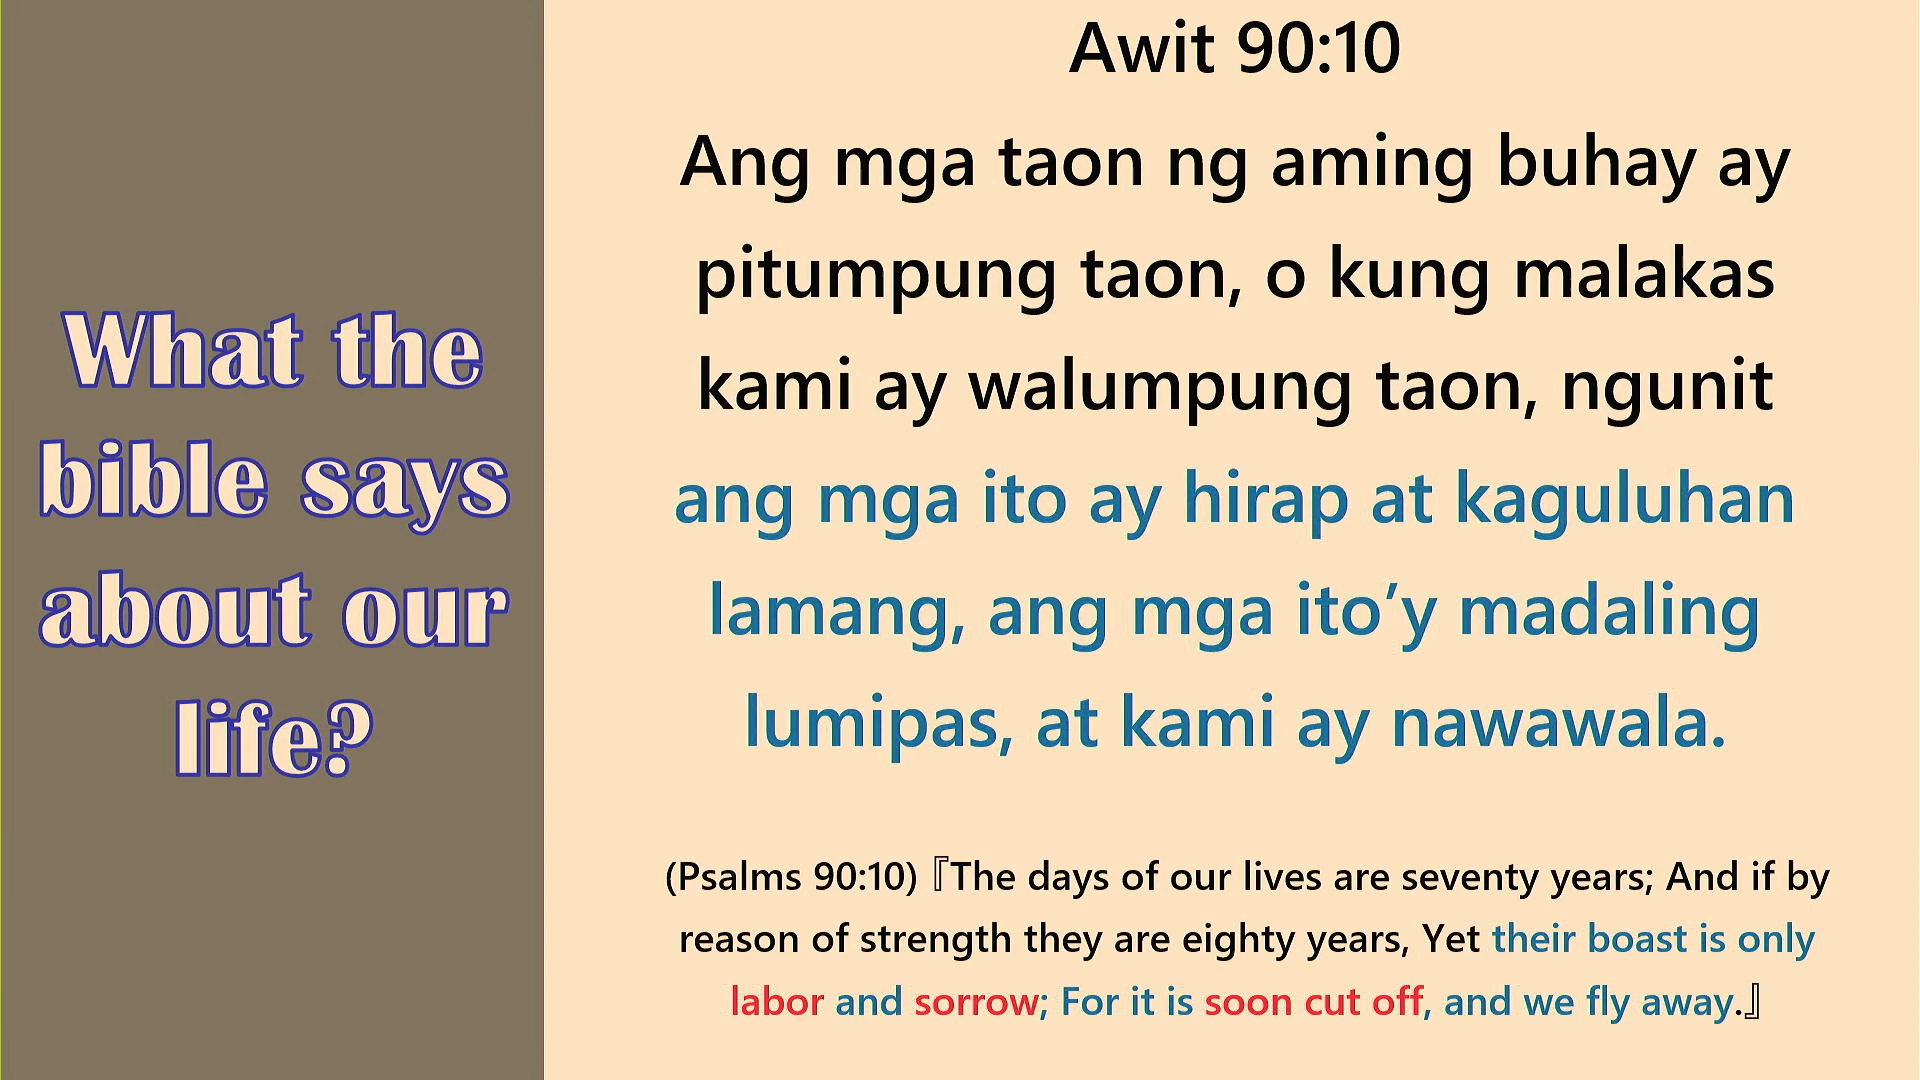 What the
bible says
about our
life?
Awit 90:10
Ang mga taon ng aming buhay ay
pitumpung taon, o kung malakas
kami ay walumpung taon, ngunit
ang mga ito ay hirap at kaguluhan
lamang, ang mga ito’y madaling
lumipas, at kami ay nawawala.
(Psalms 90:10)『The days of our lives are seventy years; And if by
reason of strength they are eighty years, Yet their boast is only
labor and sorrow; For it is soon cut off, and we fly away.』